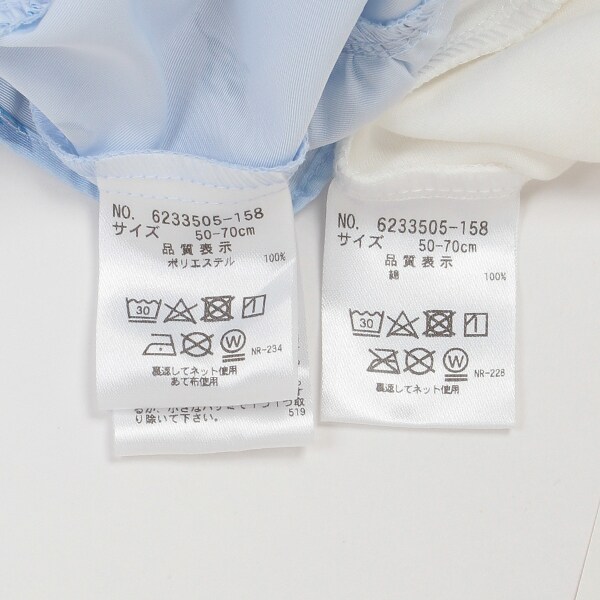 NO. 6233505-158
サイズ 50-70cm
品質表示
ポリエステル 100%
30
W
NR-234
裏返してネット使用
あて布使用
り除いて下さい。 519
NO. 6233505-158
サイズ 50-70cm
品質表示
綿 100%
30
W
NR-228
裏返してネット使用